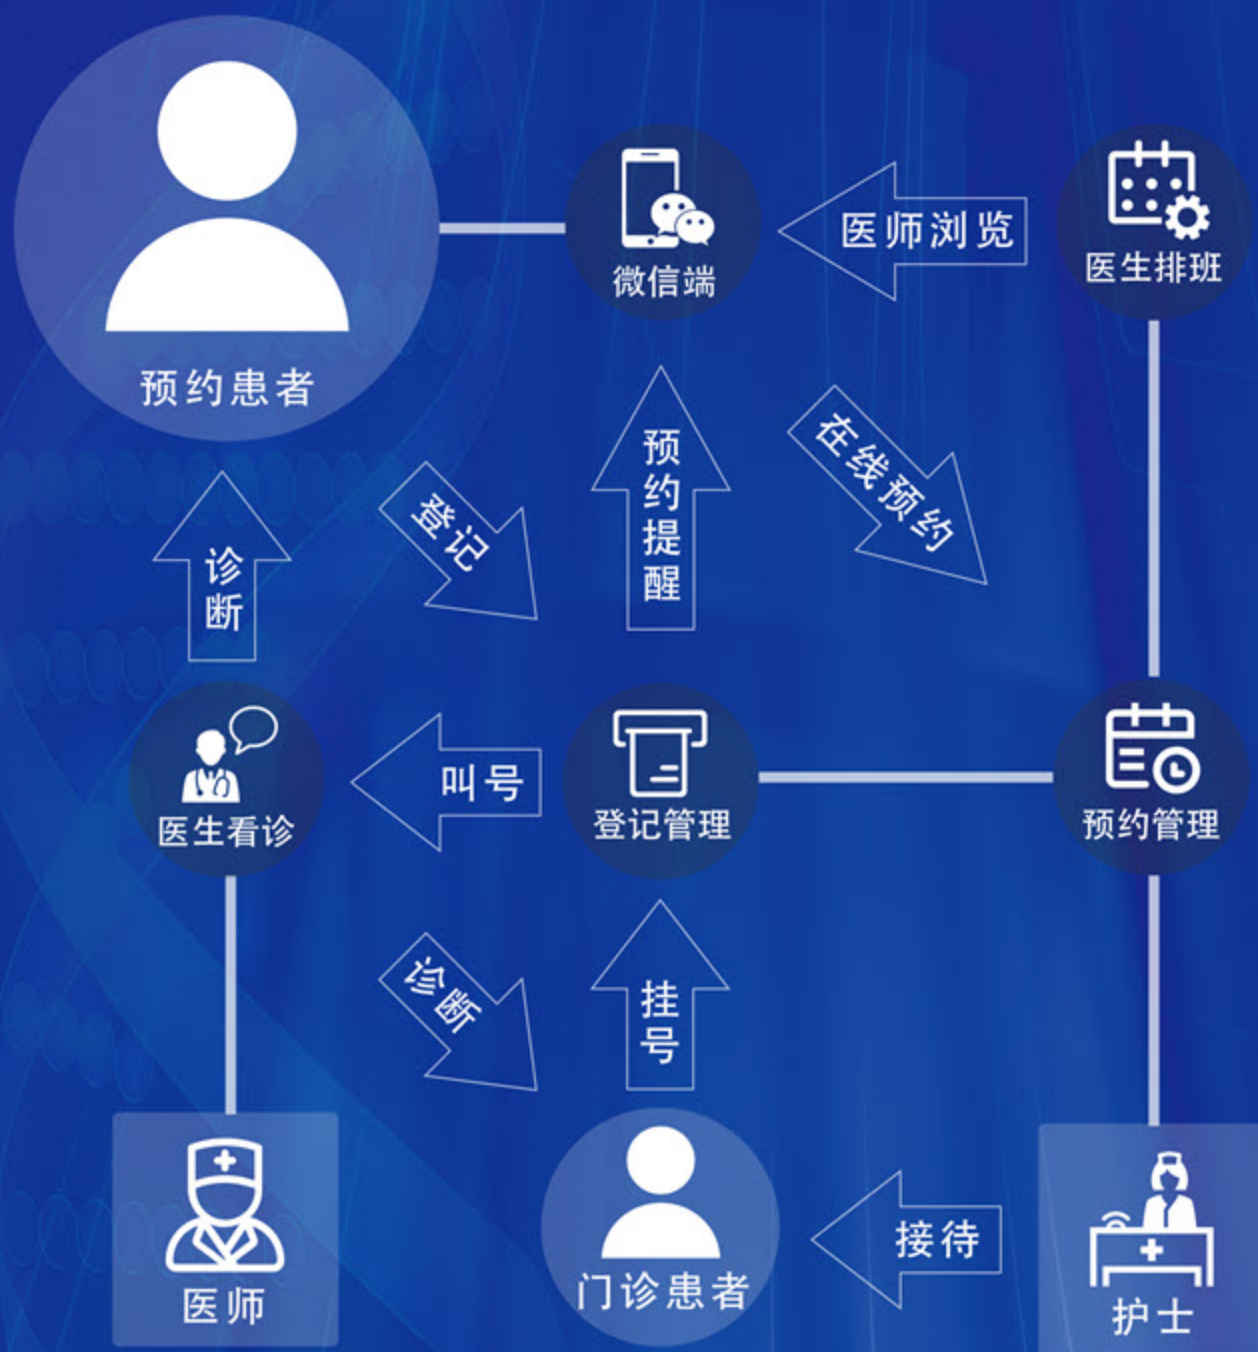 微信端
医师浏览
医生排班
预约患者
预约提醒
在线预约
登记
诊断
医生看诊
叫号
登记管理
预约管理
诊断
挂号
医师
门诊患者
接待
护士